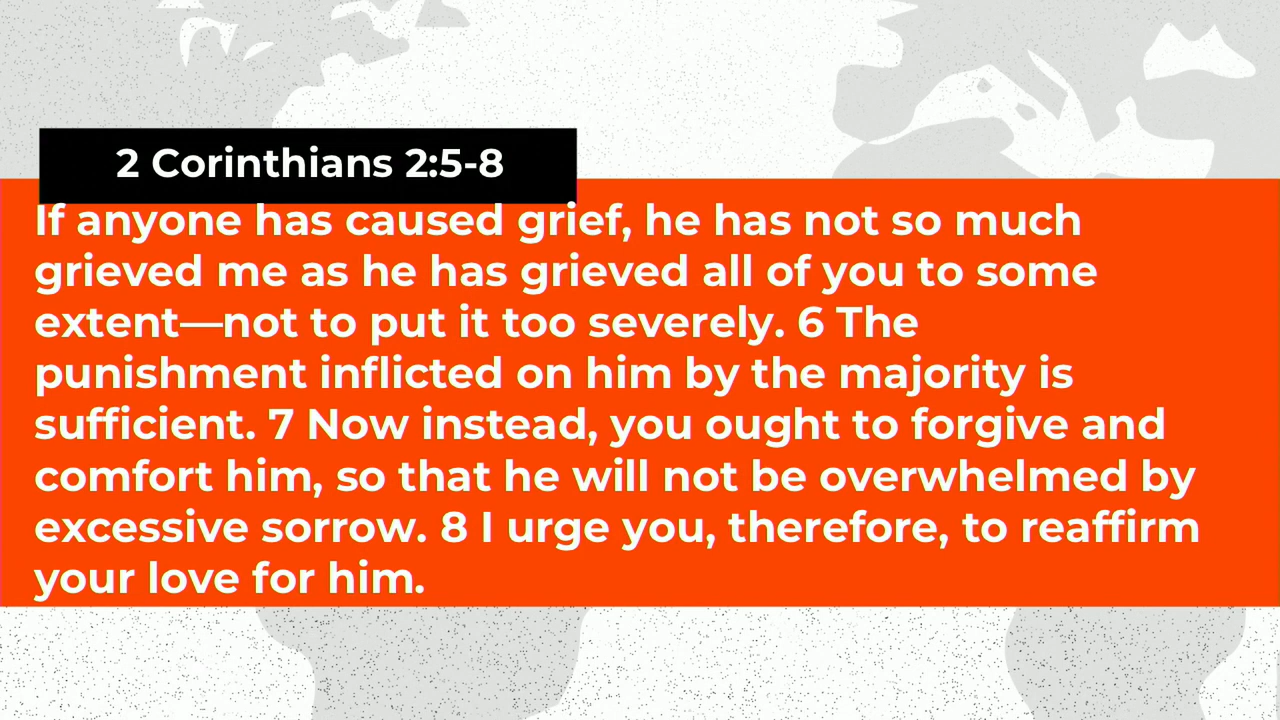 2 Corinthians 2:5-8
If anyone has caused grief, he has not so much
grieved me as he has grieved all of you to some
extent—not to put it too severely. 6 The
punishment inflicted on him by the majority is
sufficient. 7 Now instead, you ought to forgive and
comfort him, so that he will not be overwhelmed by
excessive sorrow. 8 I urge you, therefore, to reaffirm
your love for him.